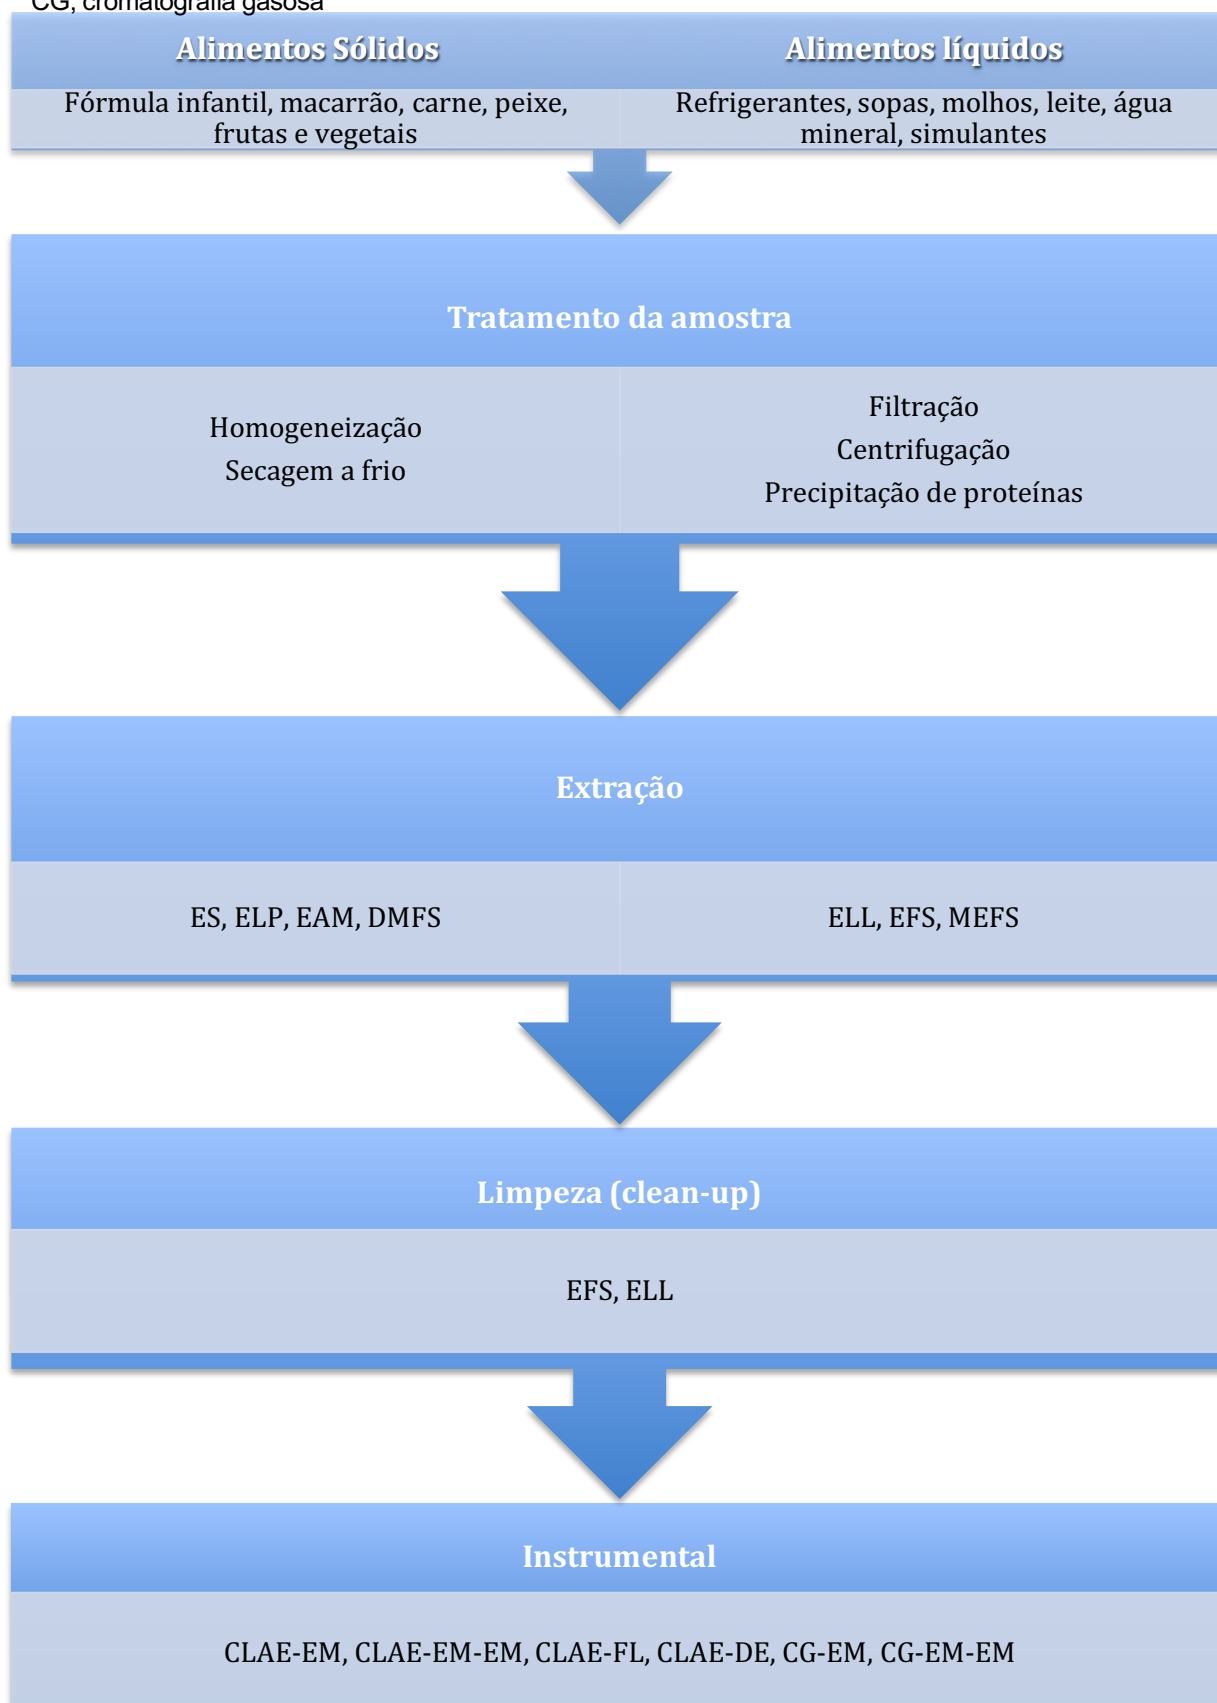 CG, cromatografia gasosa
Alimentos Sólidos
Alimentos líquidos
Fórmula infantil, macarrão, carne, peixe,
frutas e vegetais
Refrigerantes, sopas, molhos, leite, água
mineral, simulantes
Tratamento da amostra
Homogeneização
Secagem a frio
Filtração
Centrifugação
Precipitação de proteínas
Extração
ES, ELP, EAM, DMFS
ELL, EFS, MEFS
Limpeza (clean-up)
EFS, ELL
Instrumental
CLAE-EM, CLAE-EM-EM, CLAE-FL, CLAE-DE, CG-EM, CG-EM-EM